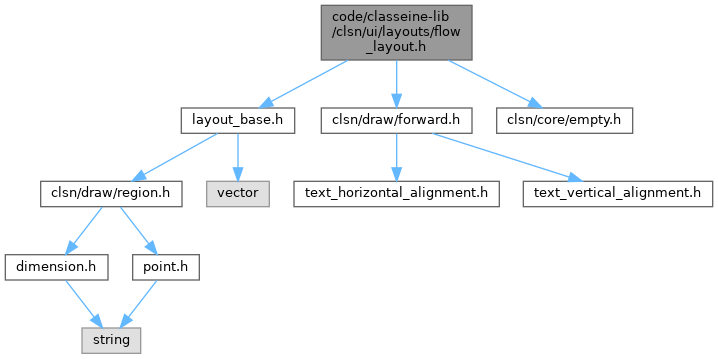 code/classeine-lib
/clsn/ui/layouts/flow
_layout.h
layout_base.h
clsn/draw/forward.h
clsn/core/empty.h
clsn/draw/region.h
vector
text_horizontal_alignment.h
text_vertical_alignment.h
dimension.h
point.h
string